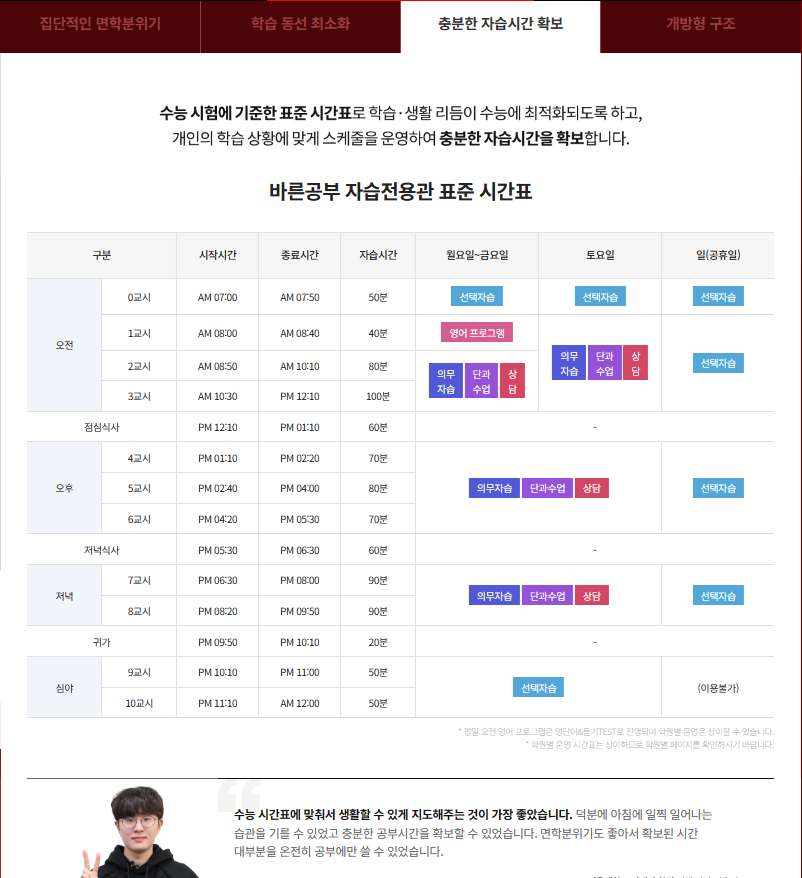 집단적인 면학분위기
학습 동선 최소화
충분한 자습시간 확보
개방형 구조
수능 시험에 기준한 표준 시간표로 학습·생활 리듬이 수능에 최적화되도록 하고,
개인의 학습 상황에 맞게 스케줄을 운영하여 충분한 자습시간을 확보합니다.
바른공부 자습전용관 표준 시간표
구분 시작시간 종료시간 자습시간 월요일~금요일 토요일 일(공휴일)
오전
0교시 AM 07:00 AM 07:50 50분 선택자습 선택자습 선택자습
1교시 AM 08:00 AM 08:40 40분 영어 프로그램
의무자습 단과수업 상담 선택자습
2교시 AM 08:50 AM 10:10 80분 의무자습 단과수업 상담
3교시 AM 10:30 PM 12:10 100분
점심식사 PM 12:10 PM 01:10 60분 -
오후
4교시 PM 01:10 PM 02:20 70분
5교시 PM 02:40 PM 04:00 80분 의무자습 단과수업 상담 선택자습
6교시 PM 04:20 PM 05:30 70분
저녁식사 PM 05:30 PM 06:30 60분 -
저녁
7교시 PM 06:30 PM 08:00 90분 의무자습 단과수업 상담 선택자습
8교시 PM 08:20 PM 09:50 90분
귀가 PM 09:50 PM 10:10 20분 -
심야
9교시 PM 10:10 PM 11:00 50분 선택자습 (이용불가)
10교시 PM 11:10 AM 12:00 50분
* 평일 오전 영어 프로그램은 영단어&듣기TEST로 진행되며 학원별 운영은 상이할 수 있습니다.
* 학원별 운영 시간표는 상이하므로 학원별 페이지를 확인하시기 바랍니다.
수능 시간표에 맞춰서 생활할 수 있게 지도해주는 것이 가장 좋았습니다. 덕분에 아침에 일찍 일어나는
습관을 기를 수 있었고 충분한 공부시간을 확보할 수 있었습니다. 면학분위기도 좋아서 확보된 시간
대부분을 온전히 공부에만 쓸 수 있었습니다.